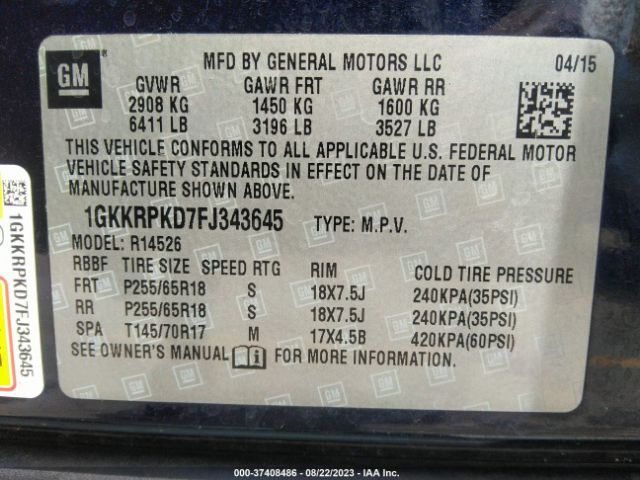 GM
MFD BY GENERAL MOTORS LLC 04/15
GVWR GAWR FRT GAWR RR
2908 KG 1450 KG 1600 KG
6411 LB 3196 LB 3527 LB
THIS VEHICLE CONFORMS TO ALL APPLICABLE U.S. FEDERAL MOTOR
VEHICLE SAFETY STANDARDS IN EFFECT ON THE DATE OF
MANUFACTURE SHOWN ABOVE.
1GKKRPKD7FJ343645 TYPE: M.P.V.
MODEL: R14526
RBBF TIRE SIZE SPEED RTG RIM COLD TIRE PRESSURE
FRT P255/65R18 S 18X7.5J 240KPA(35PSI)
RR P255/65R18 S 18X7.5J 240KPA(35PSI)
SPA T145/70R17 M 17X4.5B 420KPA(60PSI)
SEE OWNER'S MANUAL FOR MORE INFORMATION.
1GKKRPKD7FJ343645
000-37408486 - 08/22/2023 - IAA Inc.